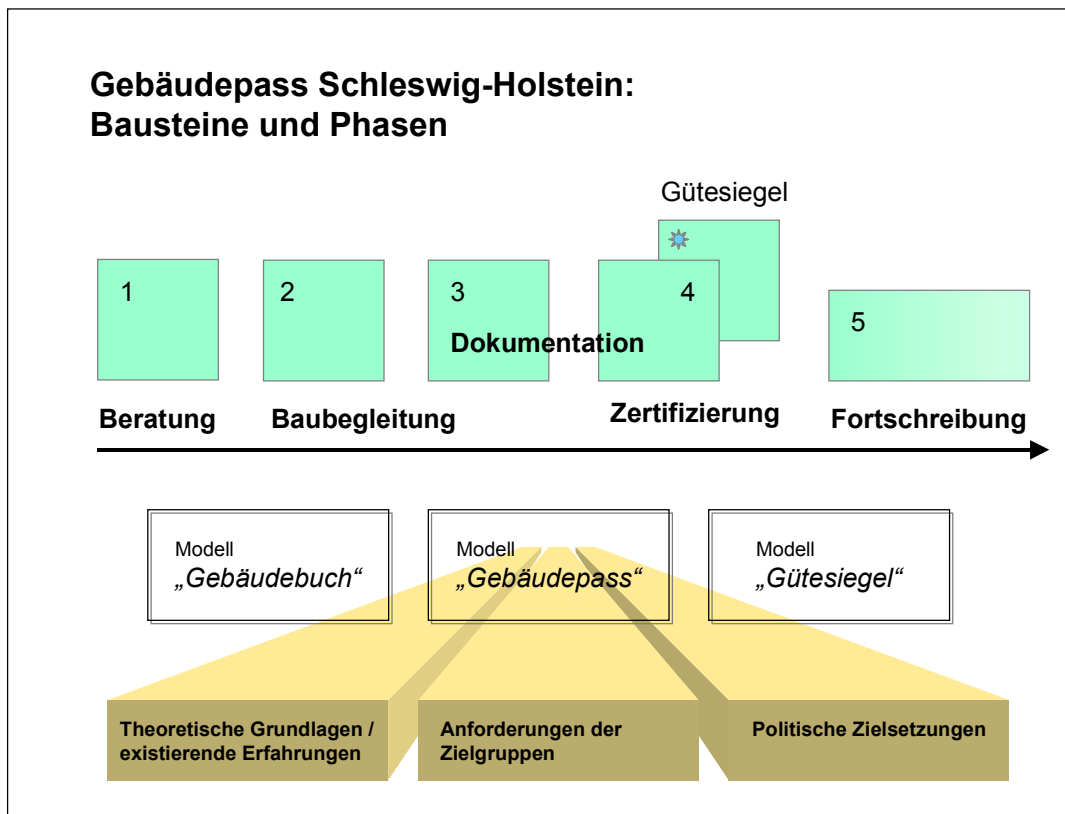 Gebäudepass Schleswig-Holstein:
Bausteine und Phasen
Gütesiegel
1
2
3
4
5
Dokumentation
Beratung
Baubegleitung
Zertifizierung
Fortschreibung
Modell
„Gebäudebuch“
Modell
„Gebäudepass“
Modell
„Gütesiegel“
Theoretische Grundlagen /
existierende Erfahrungen
Anforderungen der
Zielgruppen
Politische Zielsetzungen